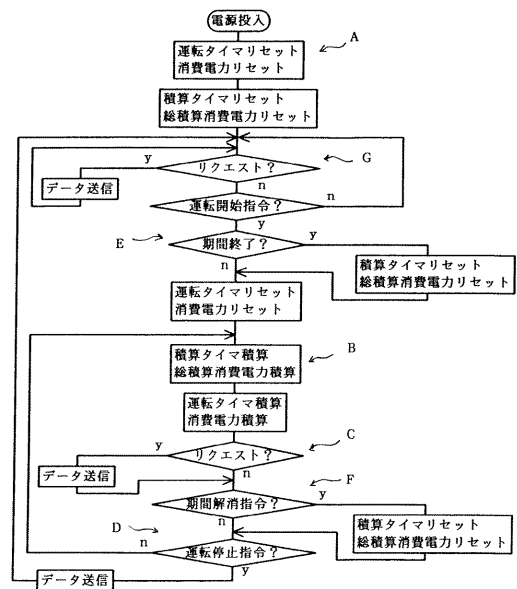 電源投入
運転タイマリセット
消費電力リセット
A
積算タイマリセット
総積算消費電力リセット
y
リクエスト?
G
データ送信
n
運転開始指令?
n
y
E
期間終了?
y
n
積算タイマリセット
総積算消費電力リセット
運転タイマリセット
消費電力リセット
積算タイマ積算
総積算消費電力積算
B
運転タイマ積算
消費電力積算
y
リクエスト?
C
データ送信
n
期間解消指令?
F
y
n
D
積算タイマリセット
総積算消費電力リセット
n
運転停止指令?
y
データ送信